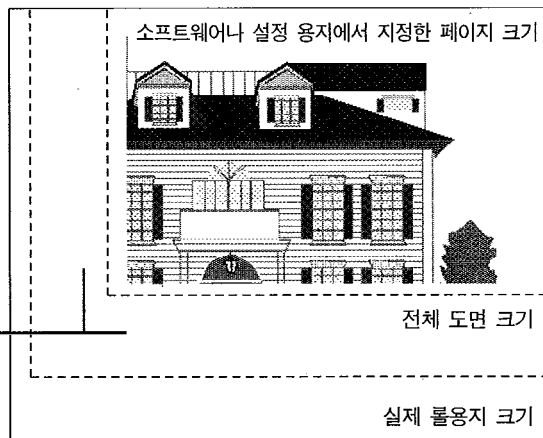 소프트웨어나 설정 용지에서 지정한 페이지 크기
전체 도면 크기
실제 롤용지 크기